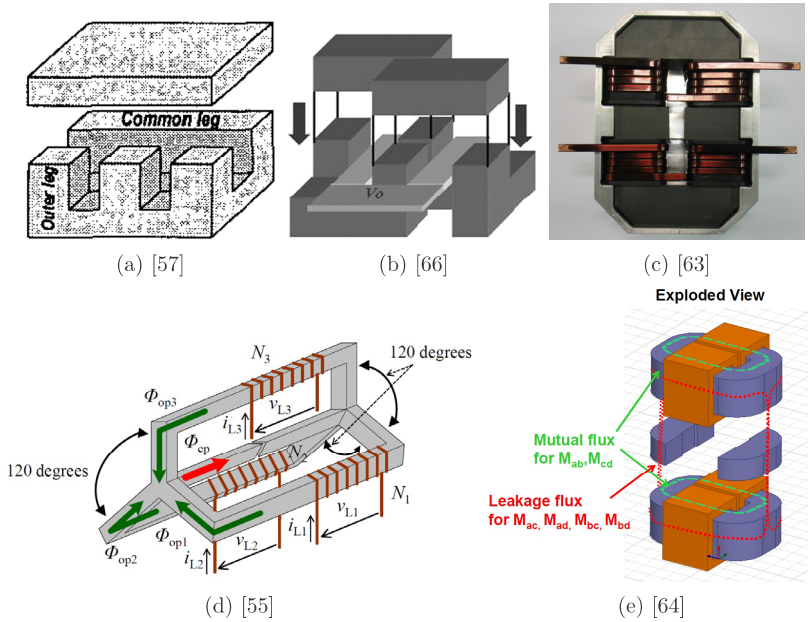 Common leg
Outer leg
Vo
(a) [57]
(b) [66]
(c) [63]
Exploded View
N3
120 degrees
Φop3
iL3
vL3
Φcp
N2
120 degrees
N1
Φop2
Φop1
vL2
iL2
iL1
vL1
Mutual flux
for Mab,Mcd
Leakage flux
for Mac, Mad, Mbc, Mbd
(d) [55]
(e) [64]